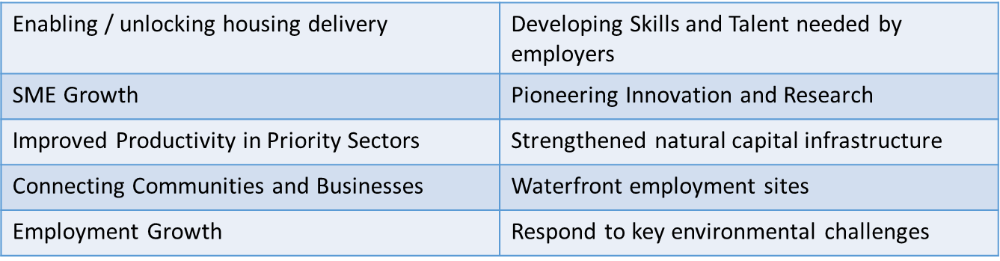 Enabling / unlocking housing delivery
Developing Skills and Talent needed by
employers
SME Growth
Pioneering Innovation and Research
Improved Productivity in Priority Sectors
Strengthened natural capital infrastructure
Connecting Communities and Businesses
Waterfront employment sites
Employment Growth
Respond to key environmental challenges